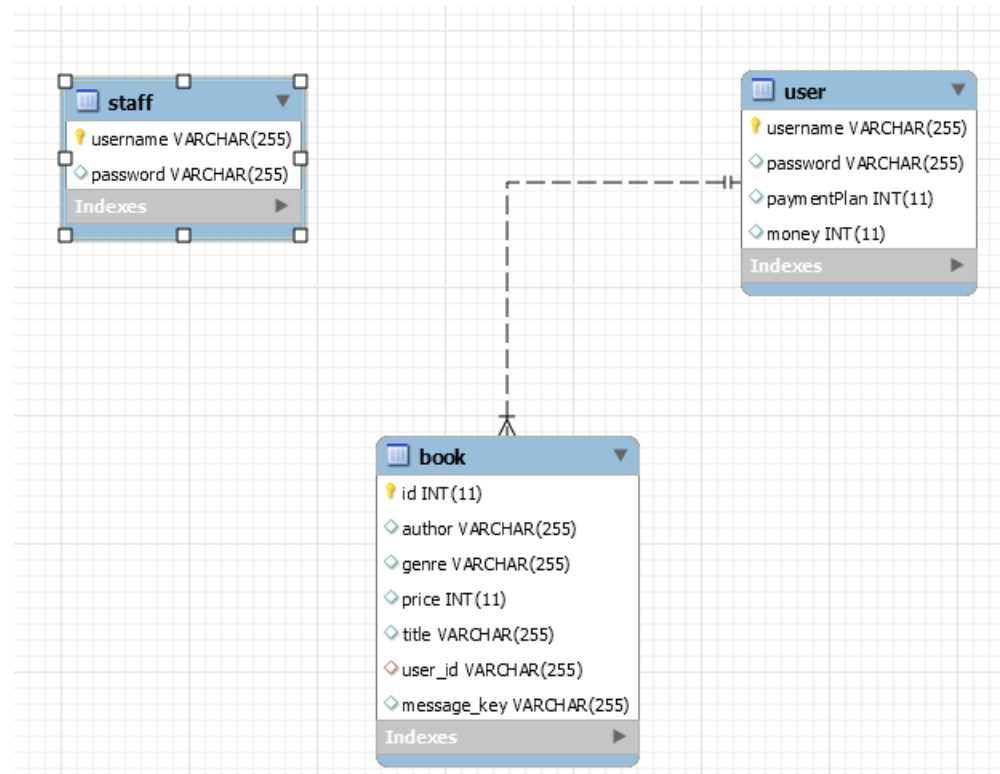 staff
username VARCHAR(255)
password VARCHAR(255)
Indexes
user
username VARCHAR(255)
password VARCHAR(255)
paymentPlan INT(11)
money INT(11)
Indexes
book
id INT(11)
author VARCHAR(255)
genre VARCHAR(255)
price INT(11)
title VARCHAR(255)
user_id VARCHAR(255)
message_key VARCHAR(255)
Indexes